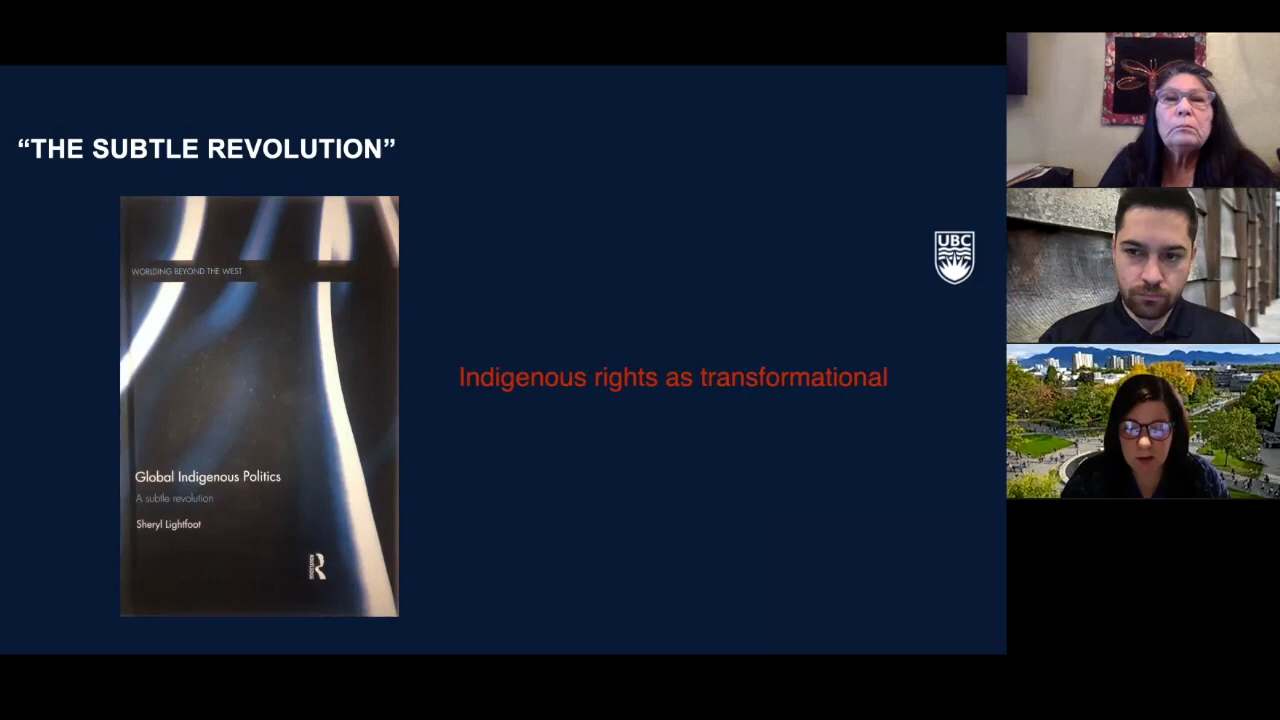 “THE SUBTLE REVOLUTION”
WORLDING BEYOND THE WEST
Global Indigenous Politics
A subtle revolution
Sheryl Lightfoot
ROUTLEDGE
UBC
Indigenous rights as transformational